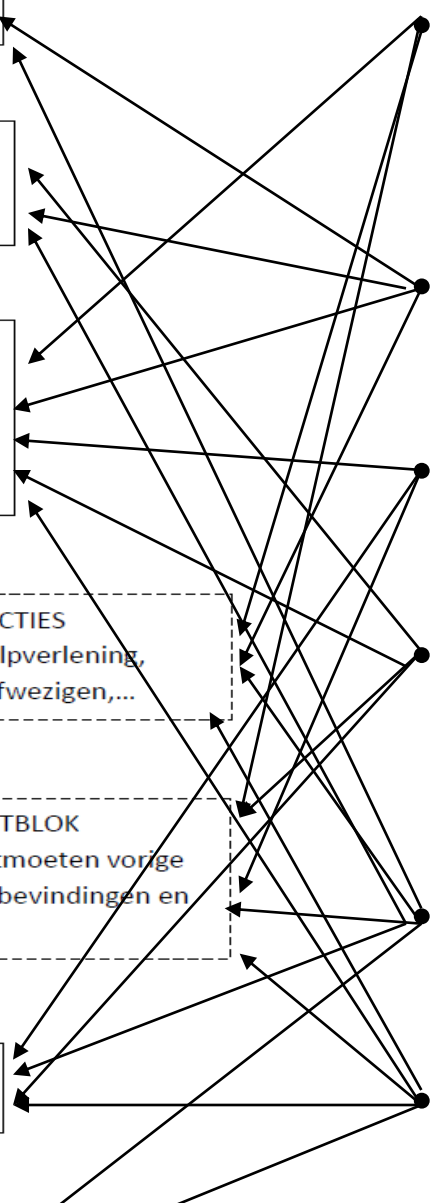 CTIES
lpverlening,
fwezigen,...
TBLOK
tmoeten vorige
bevindingen en